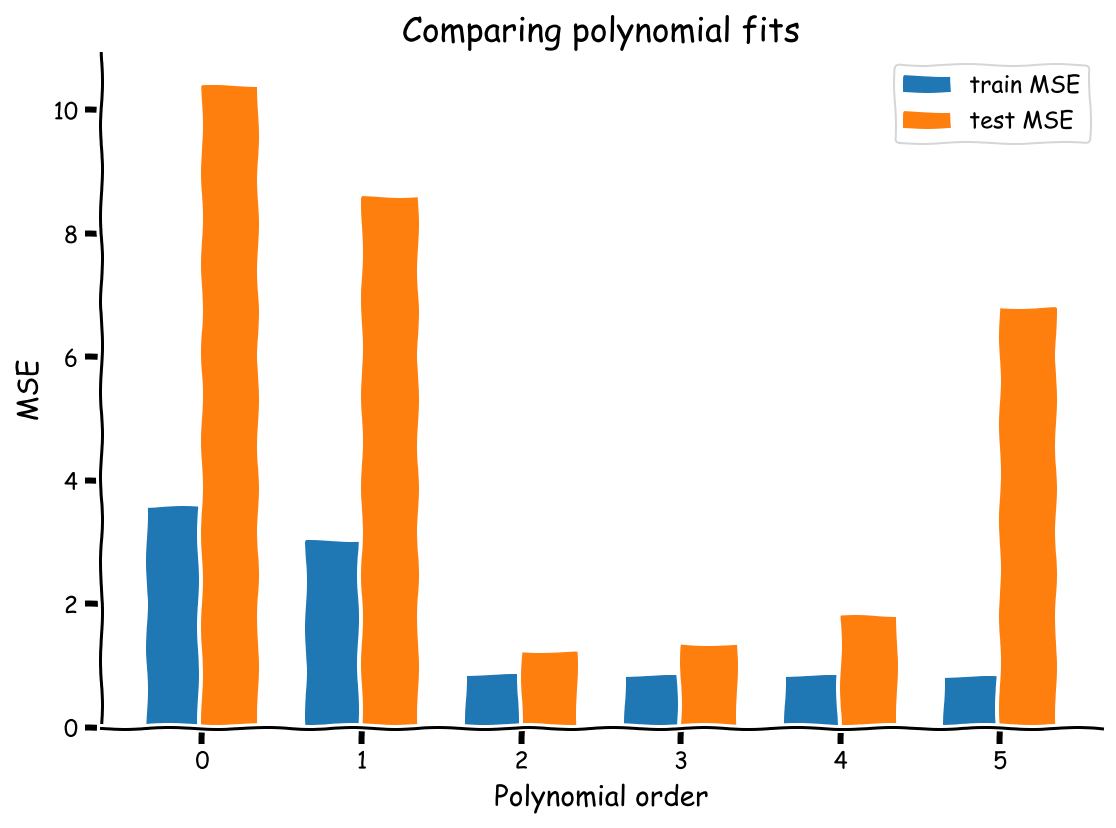 Comparing polynomial fits
train MSE
test MSE
10
8
6
4
2
0
MSE
0 1 2 3 4 5
Polynomial order